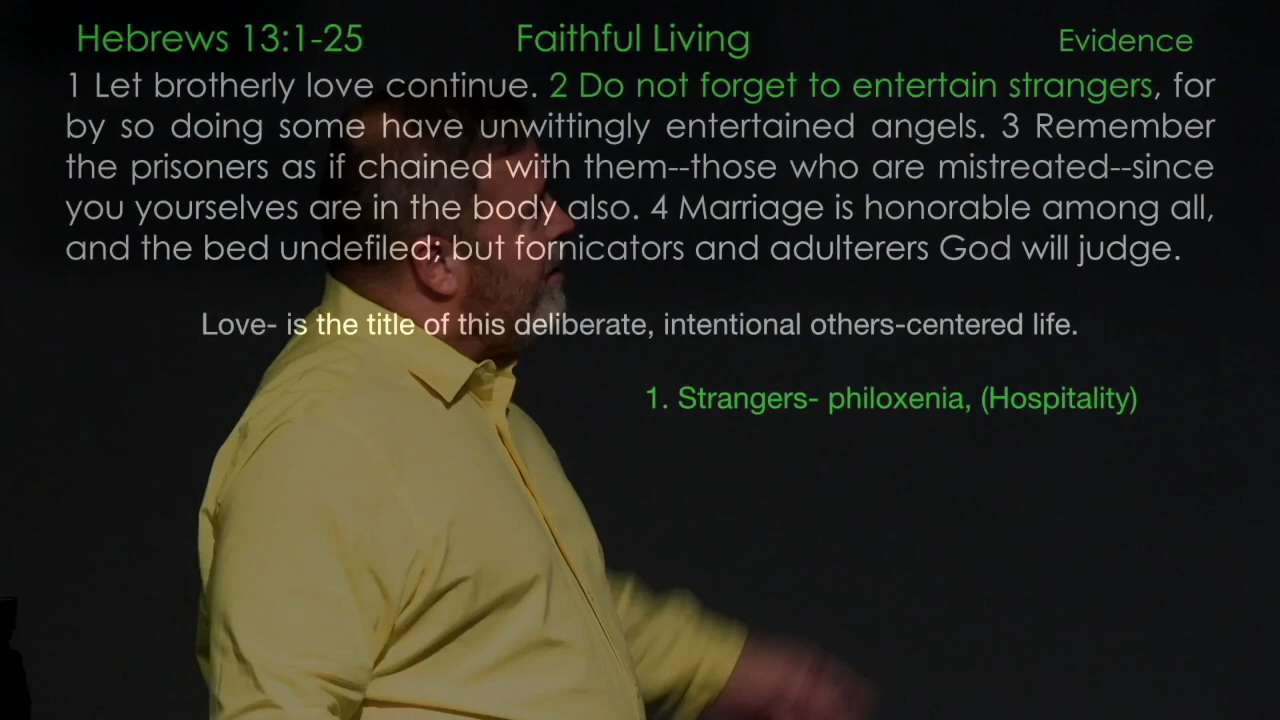 Hebrews 13:1-25 Faithful Living Evidence
1 Let brotherly love continue. 2 Do not forget to entertain strangers, for
by so doing some have unwittingly entertained angels. 3 Remember
the prisoners as if chained with them--those who are mistreated--since
you yourselves are in the body also. 4 Marriage is honorable among all,
and the bed undefiled; but fornicators and adulterers God will judge.
Love- is the title of this deliberate, intentional others-centered life.
1. Strangers- philoxenia, (Hospitality)